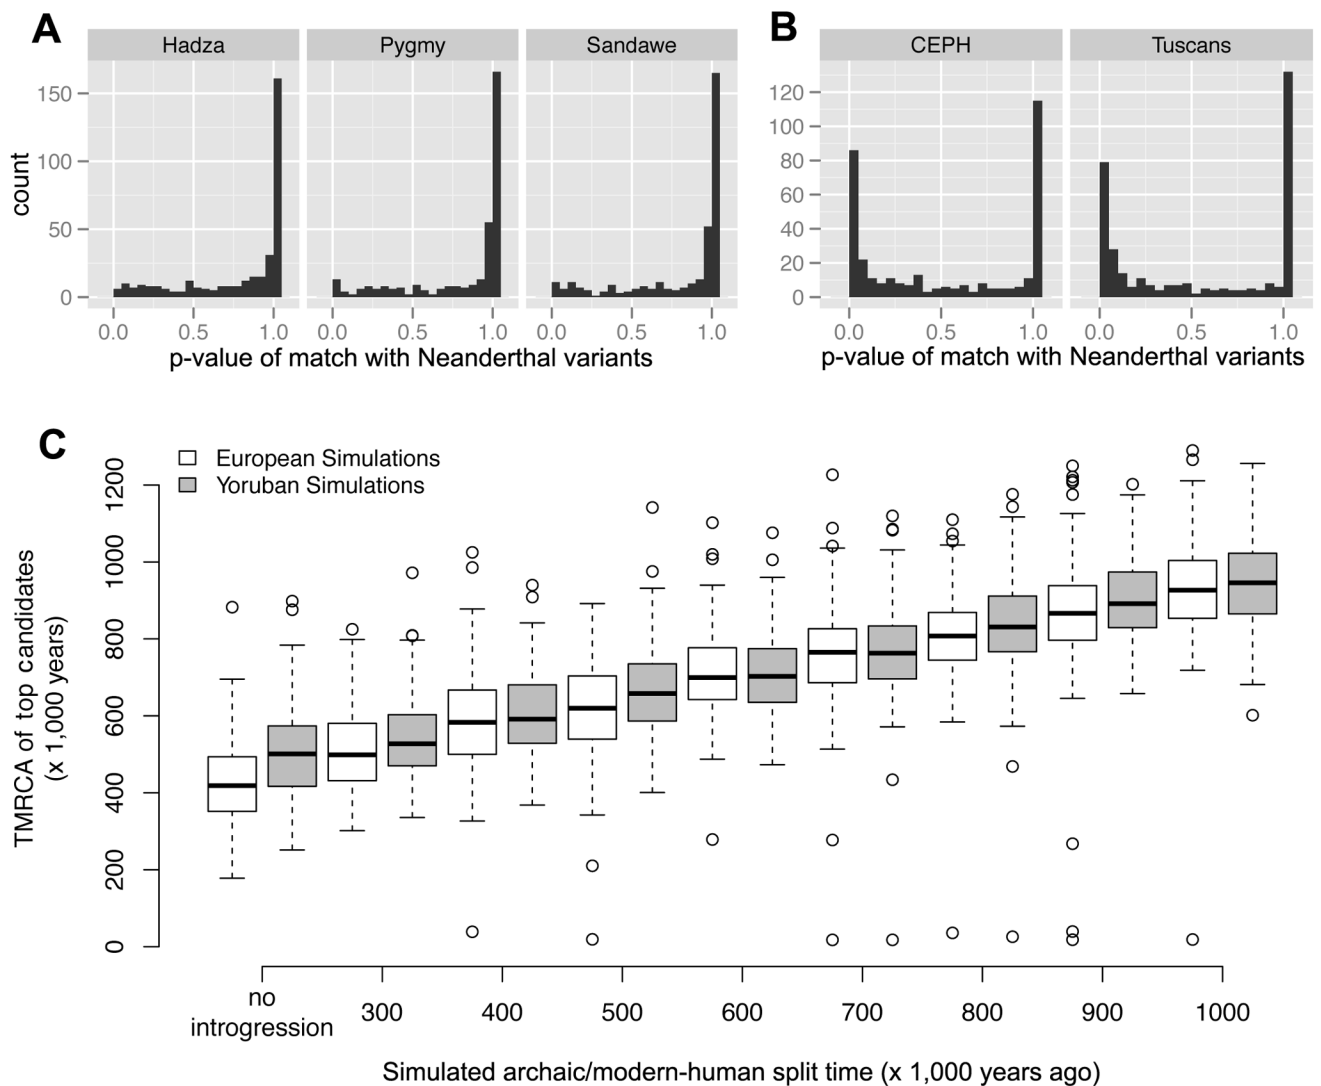 A
Hadza
Pygmy
Sandawe
count
150
100
50
0
0.0 0.5 1.0
0.0 0.5 1.0
0.0 0.5 1.0
p-value of match with Neanderthal variants
B
CEPH
Tuscans
120
100
80
60
40
20
0
0.0 0.5 1.0
0.0 0.5 1.0
p-value of match with Neanderthal variants
C
European Simulations
Yoruban Simulations
TMRCA of top candidates
(x 1,000 years)
1200
1000
800
600
400
200
0
no
introgression
300 400 500 600 700 800 900 1000
Simulated archaic/modern-human split time (x 1,000 years ago)